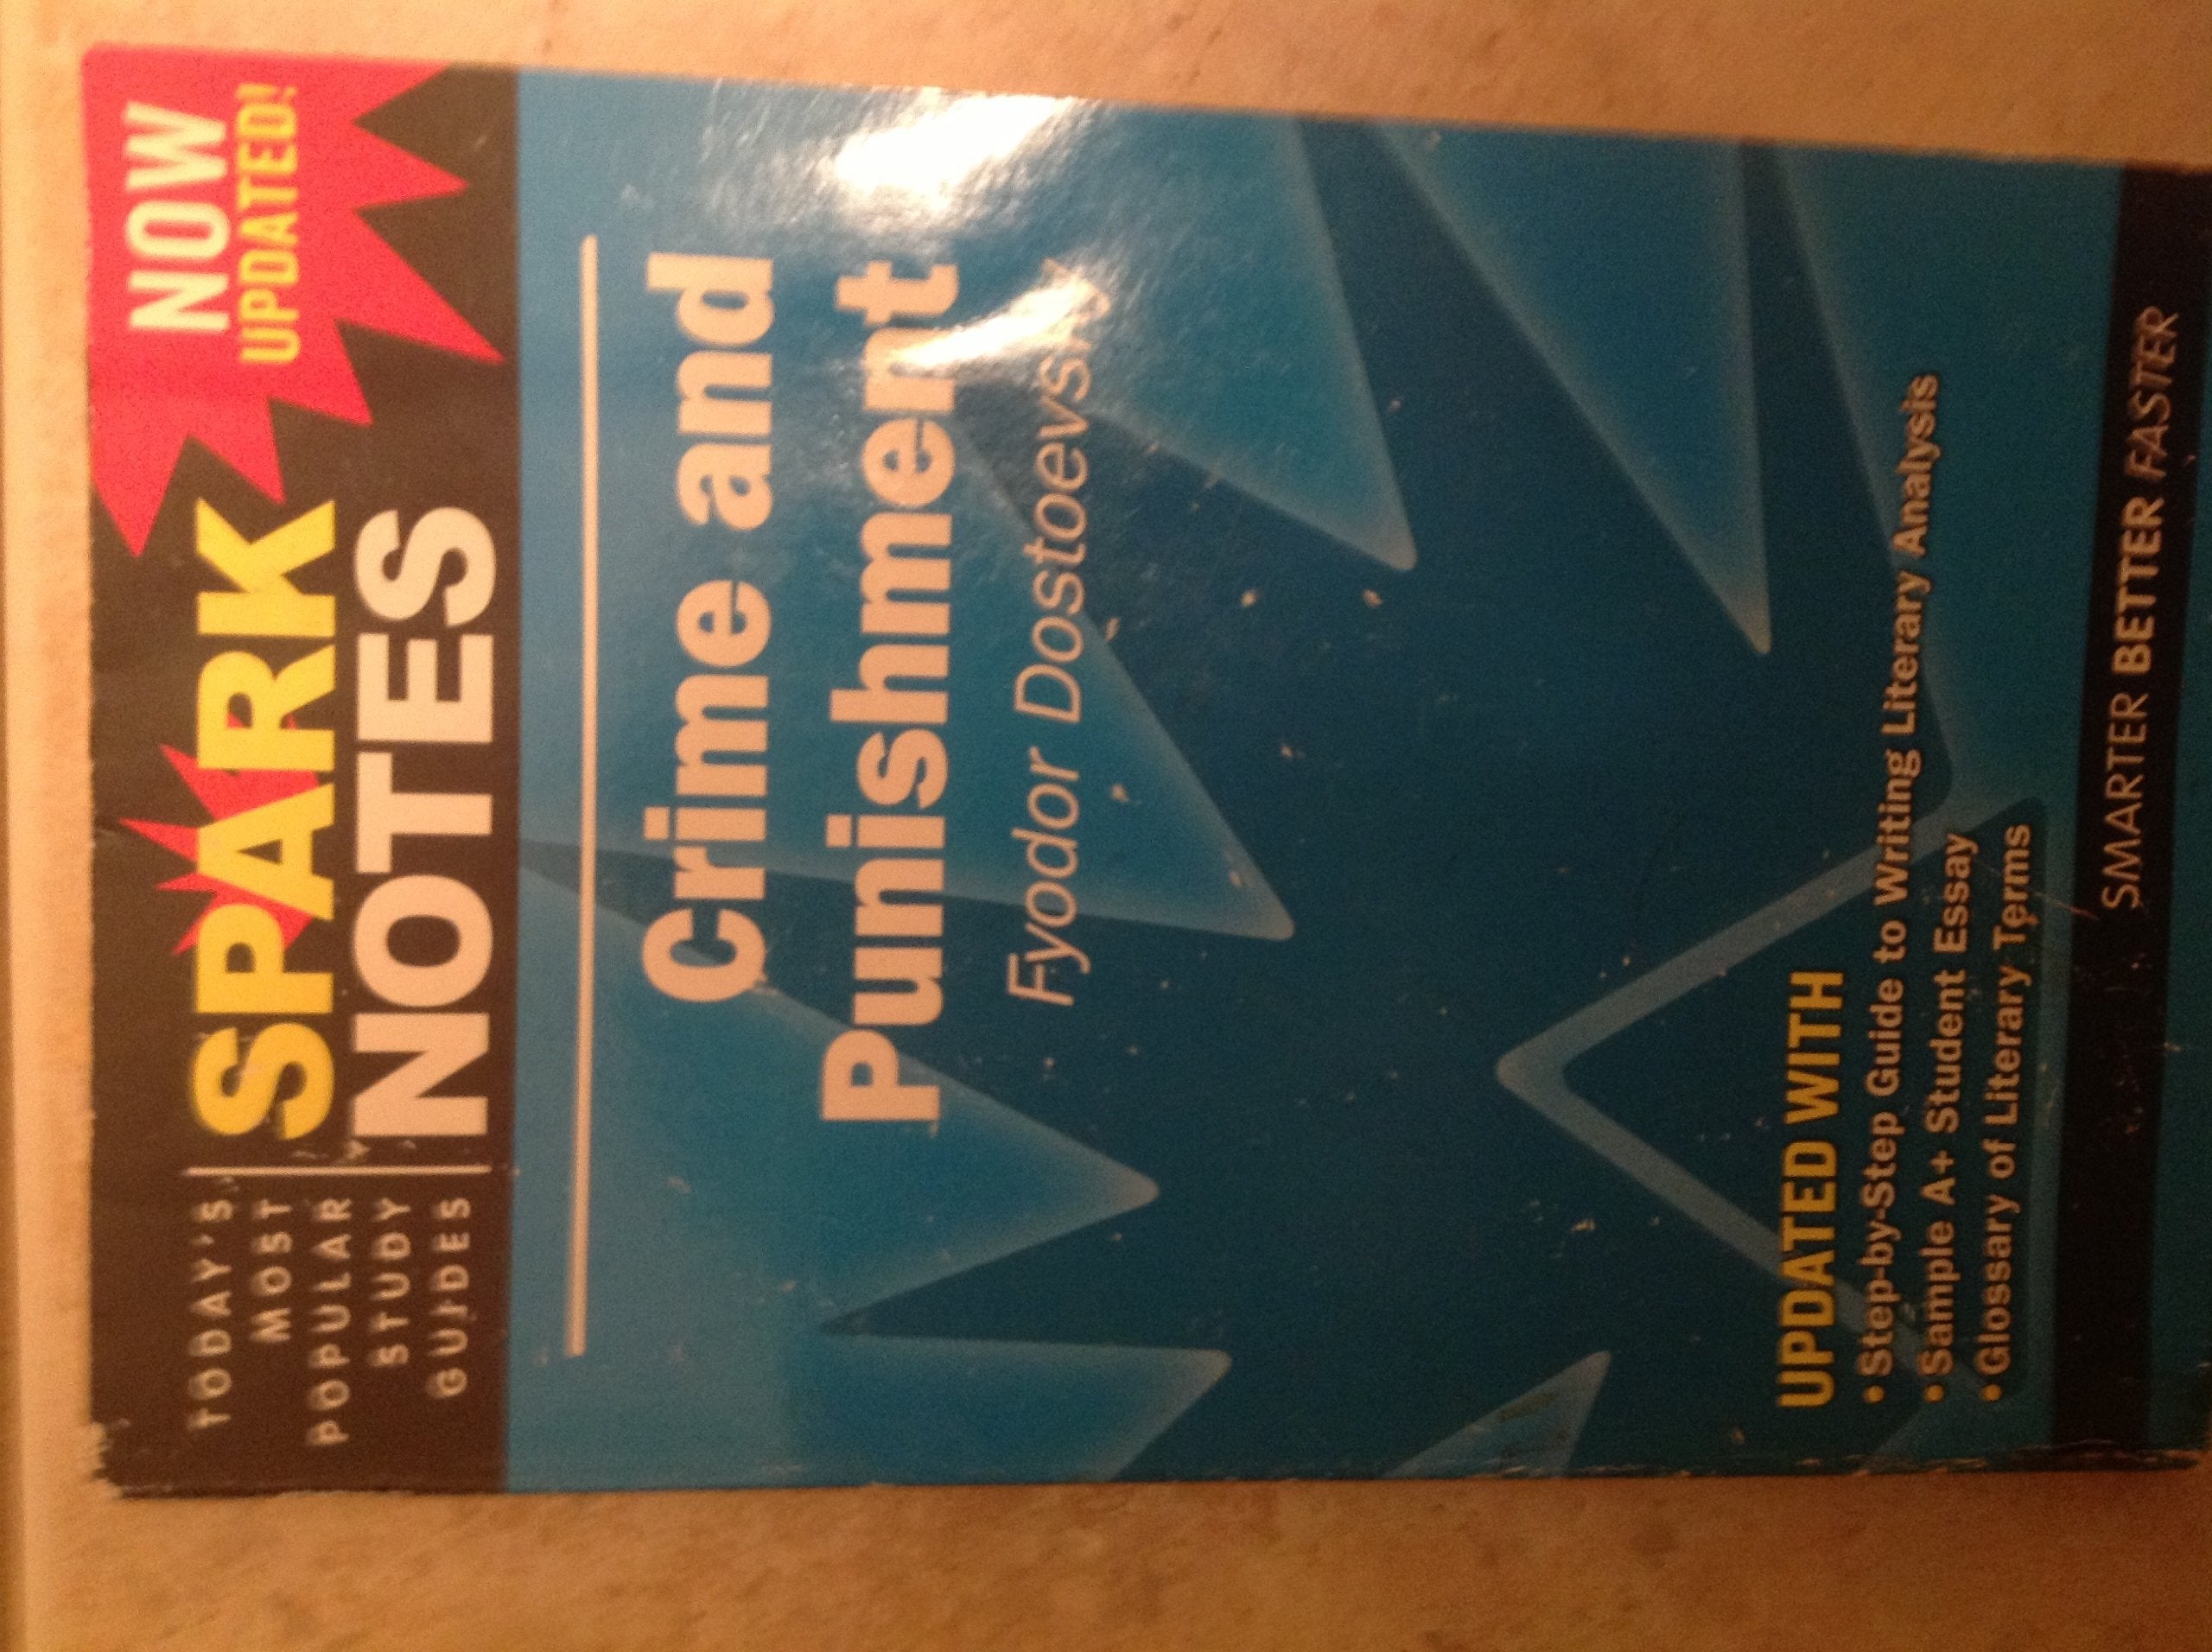 NOW
UPDATED!
TODAY'S
MOST
POPULAR
STUDY
GUIDES
SPARK
NOTES
Crime and
Punishment
Fyodor Dostoevsky
UPDATED WITH
• Step-by-Step Guide to Writing Literary Analysis
• Sample A+ Student Essay
• Glossary of Literary Terms
SMARTER BETTER FASTER